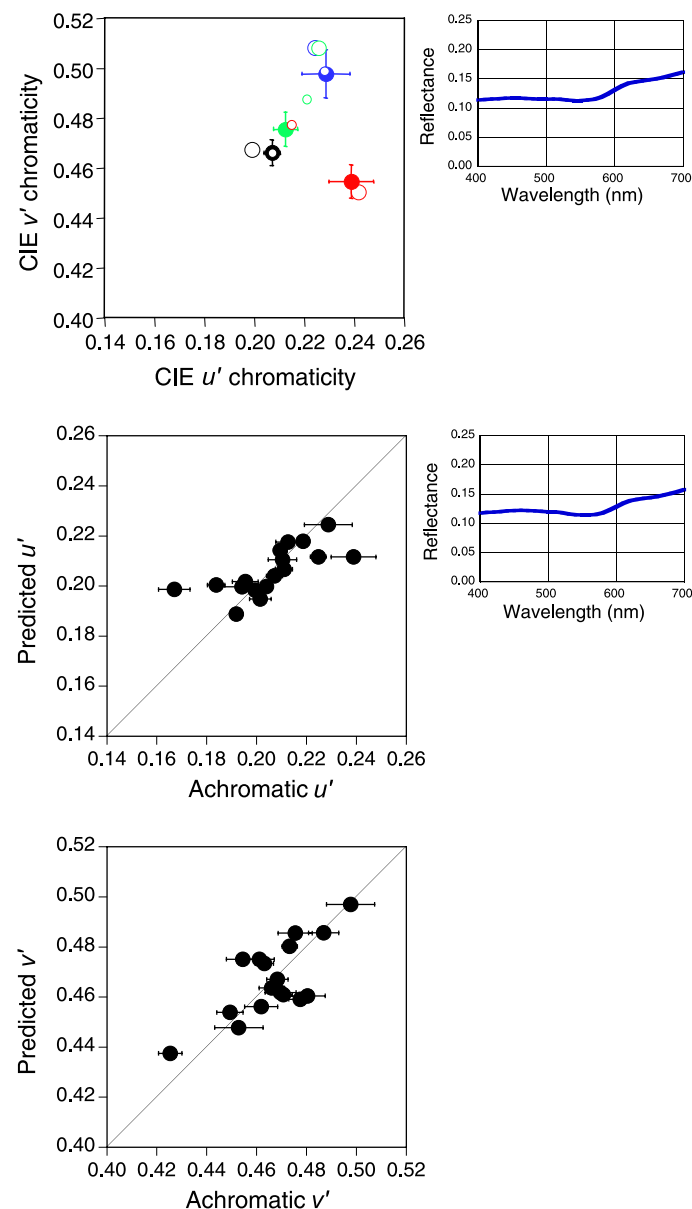 0.52
0.50
0.48
0.46
0.44
0.42
0.40
CIE v′ chromaticity
0.14 0.16 0.18 0.20 0.22 0.24 0.26
CIE u′ chromaticity
0.25
0.20
0.15
0.10
0.05
0.00
Reflectance
400 500 600 700
Wavelength (nm)
0.26
0.24
0.22
0.20
0.18
0.16
0.14
Predicted u′
0.14 0.16 0.18 0.20 0.22 0.24 0.26
Achromatic u′
0.25
0.20
0.15
0.10
0.05
0.00
Reflectance
400 500 600 700
Wavelength (nm)
0.52
0.50
0.48
0.46
0.44
0.42
0.40
Predicted v′
0.40 0.42 0.44 0.46 0.48 0.50 0.52
Achromatic v′